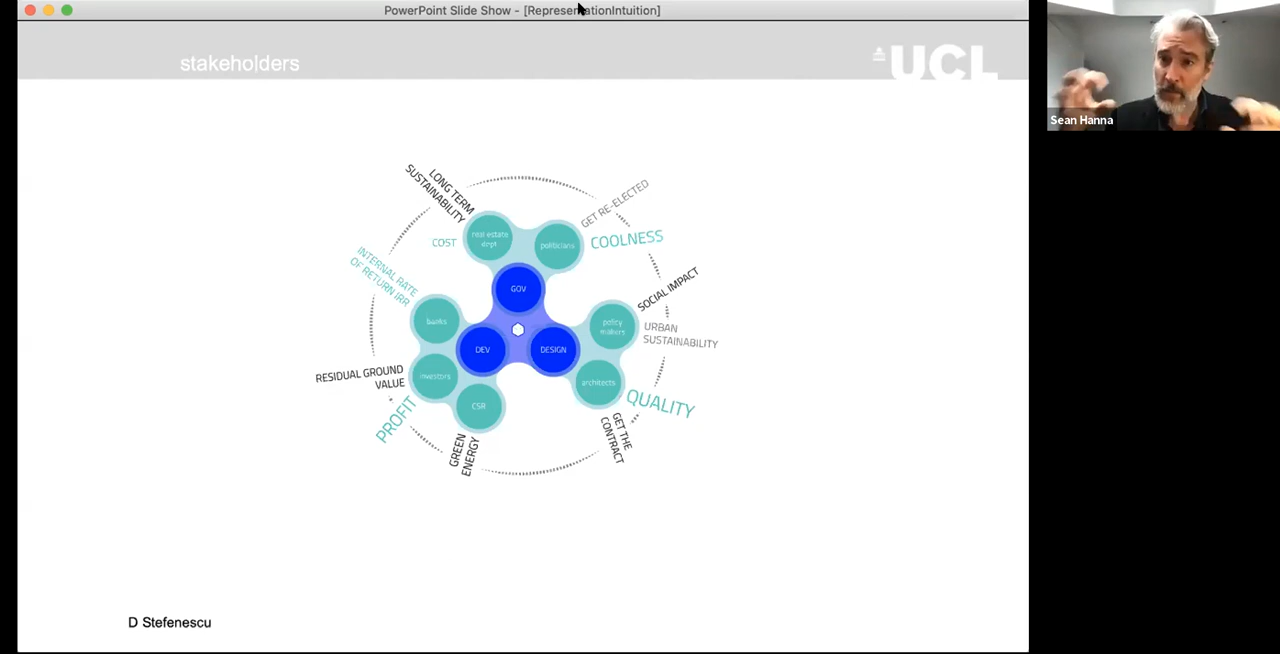 PowerPoint Slide Show - [RepresentationIntuition]
stakeholders
UCL
Sean Hanna
LONG TERM
SUSTAINABILITY
GET RE-ELECTED
COST
real estate
dept
politicians
COOLNESS
INTERNAL RATE
OF RETURN IRR
GOV
SOCIAL IMPACT
banks
policy
makers
URBAN
SUSTAINABILITY
DEV
DESIGN
RESIDUAL GROUND
VALUE
investors
architects
QUALITY
PROFIT
CSR
GET THE
CONTRACT
GREEN
ENERGY
D Stefenescu